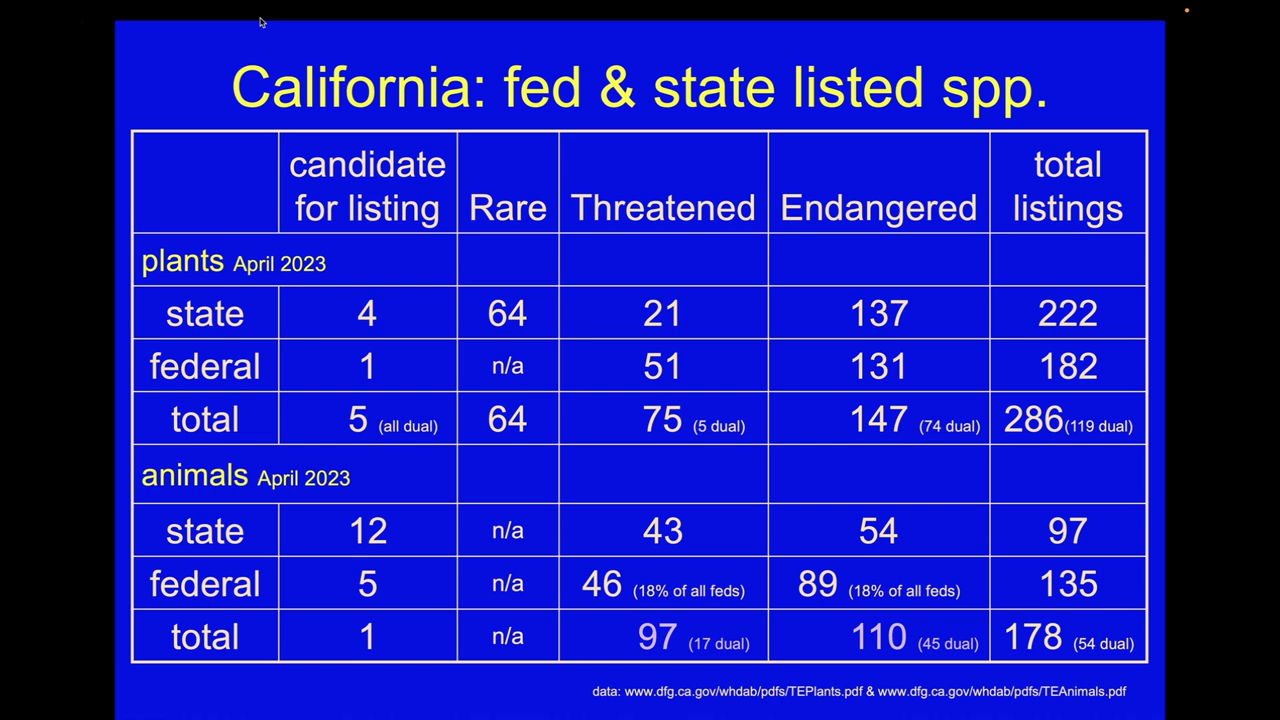 California: fed & state listed spp.
candidate for listing Rare Threatened Endangered total listings
plants April 2023
state 4 64 21 137 222
federal 1 n/a 51 131 182
total 5 (all dual) 64 75 (5 dual) 147 (74 dual) 286(119 dual)
animals April 2023
state 12 n/a 43 54 97
federal 5 n/a 46 (18% of all feds) 89 (18% of all feds) 135
total 1 n/a 97 (17 dual) 110 (45 dual) 178 (54 dual)
data: www.dfg.ca.gov/whdab/pdfs/TEPlants.pdf & www.dfg.ca.gov/whdab/pdfs/TEAnimals.pdf